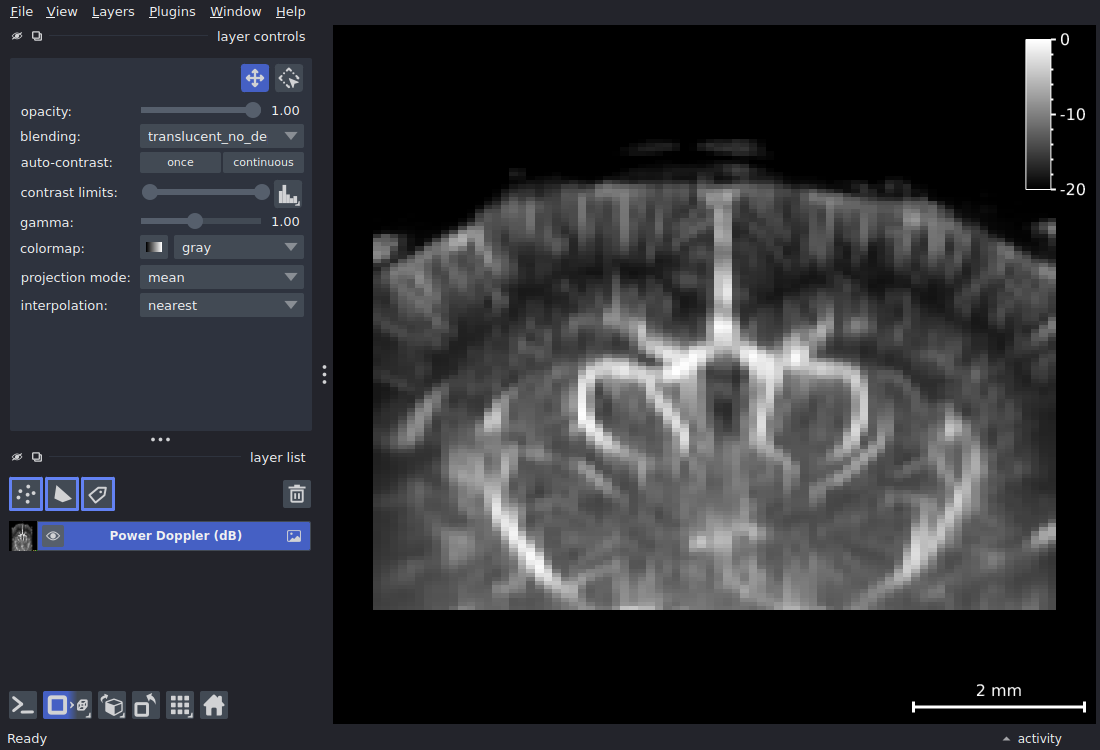 File View Layers Plugins Window Help
layer controls
opacity: 1.00
blending: translucent_no_de
auto-contrast: once continuous
contrast limits:
gamma: 1.00
colormap: gray
projection mode: mean
interpolation: nearest
layer list
Power Doppler (dB)
Ready
0
-10
-20
2 mm
activity